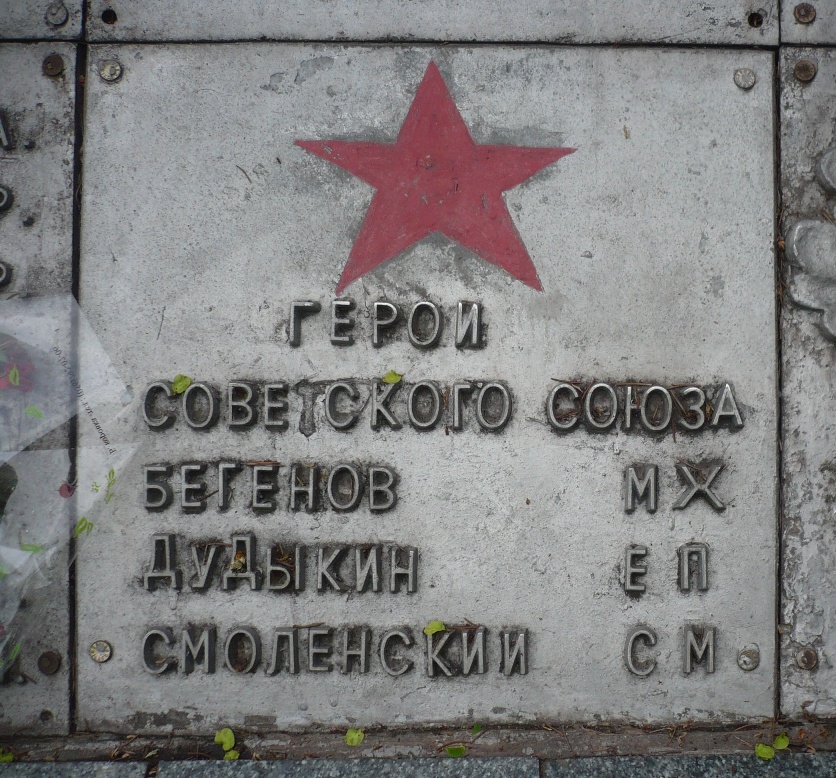 ГЕРОИ
СОВЕТСКОГО СОЮЗА
БЕГЕНОВ М Ж
ДУДЫКИН Е П
СМОЛЕНСКИЙ С М